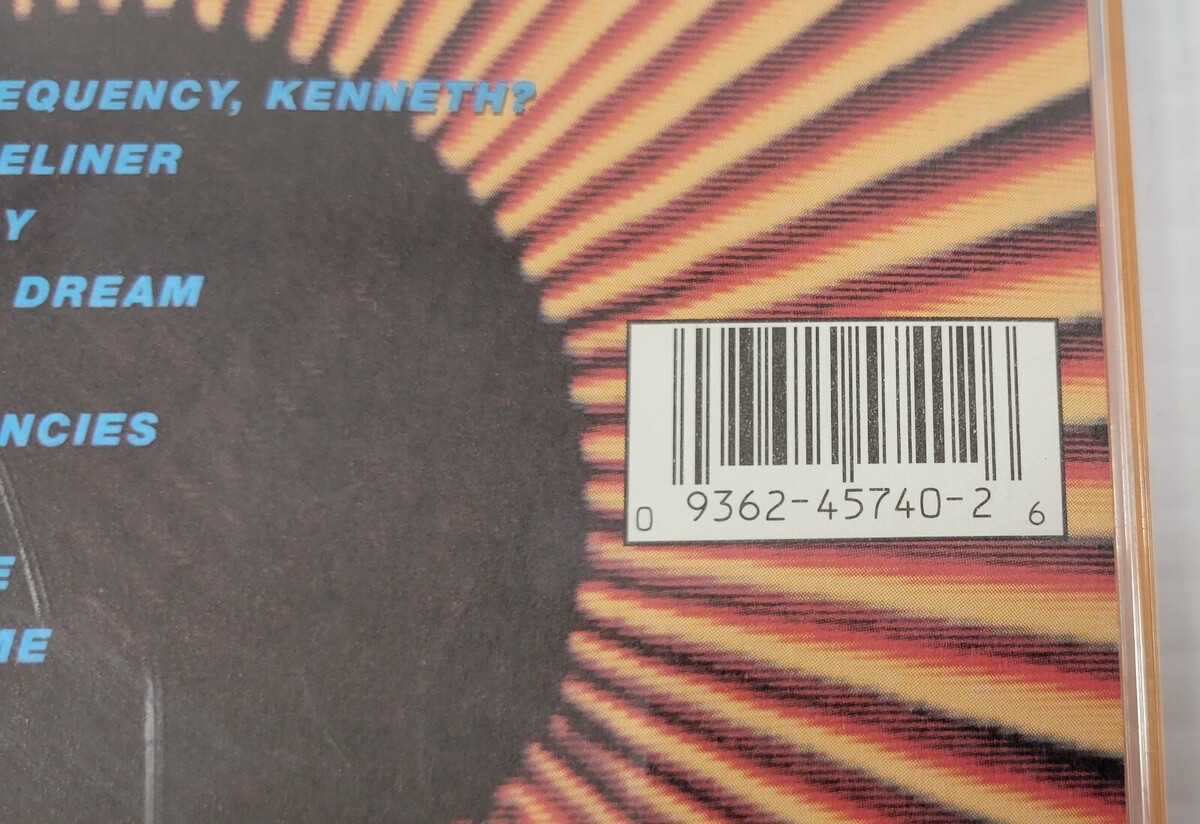 EQUENCY, KENNETH?
ELINER
Y
DREAM
NCIES
E
ME
0 9362-45740-2 6